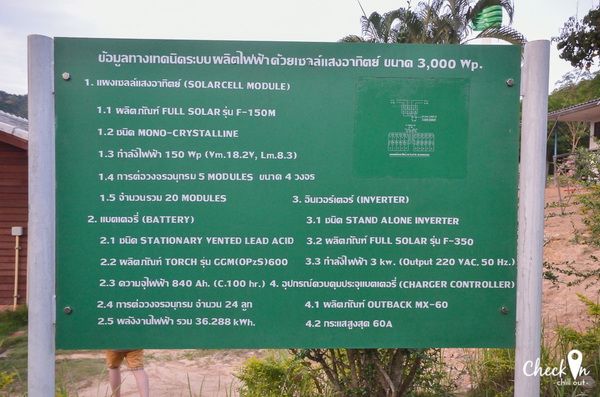 ข้อมูลทางเทคนิคระบบผลิตไฟฟ้าด้วยเซลล์แสงอาทิตย์ ขนาด 3,000 Wp.
1. แผงเซลล์แสงอาทิตย์ (SOLARCELL MODULE)
1.1 ผลิตภัณฑ์ FULL SOLAR รุ่น F-150M
1.2 ชนิด MONO-CRYSTALLINE
1.3 กำลังไฟฟ้า 150 Wp (Vm.18.2V, Lm.8.3)
1.4 การต่อวงจรอนุกรม 5 MODULES ขนาด 4 วงจร
1.5 จำนวนรวม 20 MODULES
2. แบตเตอรี่ (BATTERY)
2.1 ชนิด STATIONARY VENTED LEAD ACID
2.2 ผลิตภัณฑ์ TORCH รุ่น GGM(OPzS)600
2.3 ความจุไฟฟ้า 840 Ah. (C.100 hr.)
2.4 การต่อวงจรอนุกรม จำนวน 24 ลูก
2.5 พลังงานไฟฟ้า รวม 36.288 kWh.
3. อินเวอร์เตอร์ (INVERTER)
3.1 ชนิด STAND ALONE INVERTER
3.2 ผลิตภัณฑ์ FULL SOLAR รุ่น F-350
3.3 กำลังไฟฟ้า 3 kw. (Output 220 VAC, 50 Hz.)
4. อุปกรณ์ควบคุมประจุแบตเตอรี่ (CHARGER CONTROLLER)
4.1 ผลิตภัณฑ์ OUTBACK MX-60
4.2 กระแสสูงสุด 60A
Check In
chill out